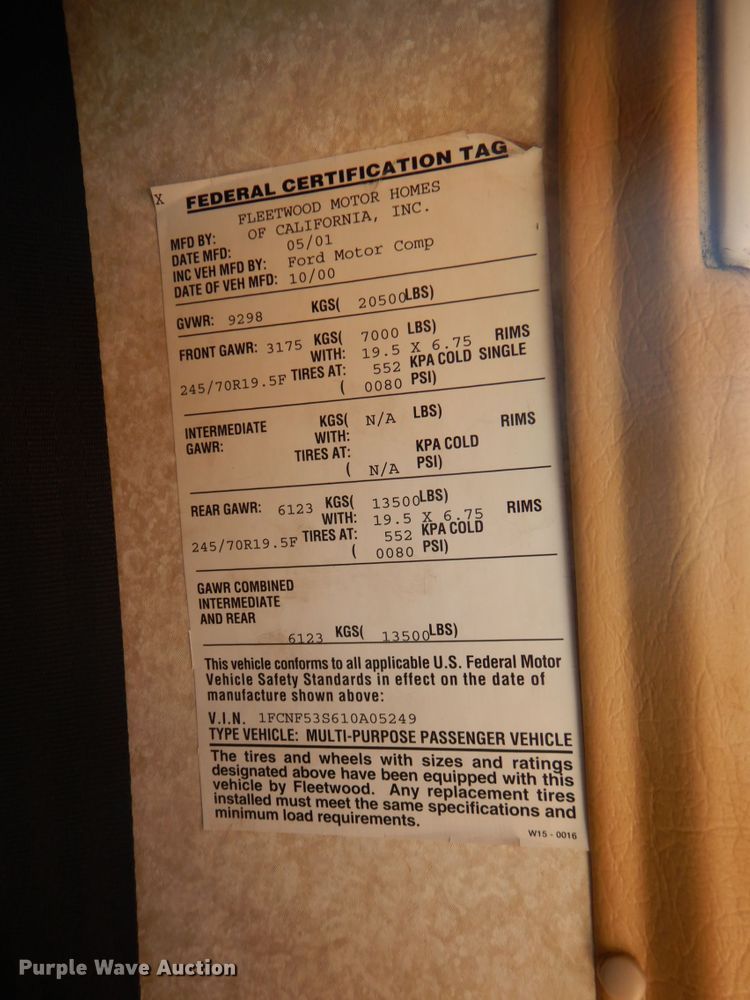 X FEDERAL CERTIFICATION TAG
FLEETWOOD MOTOR HOMES
MFD BY: OF CALIFORNIA, INC.
DATE MFD: 05/01
INC VEH MFD BY: Ford Motor Comp
DATE OF VEH MFD: 10/00
GVWR: 9298 KGS( 20500LBS)
FRONT GAWR: 3175 KGS( 7000 LBS)
WITH: 19.5 X 6.75 RIMS
245/70R19.5F TIRES AT: 552 KPA COLD SINGLE
( 0080 PSI)
INTERMEDIATE KGS( N/A LBS)
GAWR: WITH: RIMS
TIRES AT: KPA COLD
( N/A PSI)
REAR GAWR: 6123 KGS( 13500LBS)
WITH: 19.5 X 6.75 RIMS
245/70R19.5F TIRES AT: 552 KPA COLD
( 0080 PSI)
GAWR COMBINED
INTERMEDIATE
AND REAR
6123 KGS( 13500LBS)
This vehicle conforms to all applicable U.S. Federal Motor
Vehicle Safety Standards in effect on the date of
manufacture shown above:
V.I.N. 1FCNF53S610A05249
TYPE VEHICLE: MULTI-PURPOSE PASSENGER VEHICLE
The tires and wheels with sizes and ratings
designated above have been equipped with this
vehicle by Fleetwood. Any replacement tires
installed must meet the same specifications and
minimum load requirements.
W15 - 0016
Purple Wave Auction